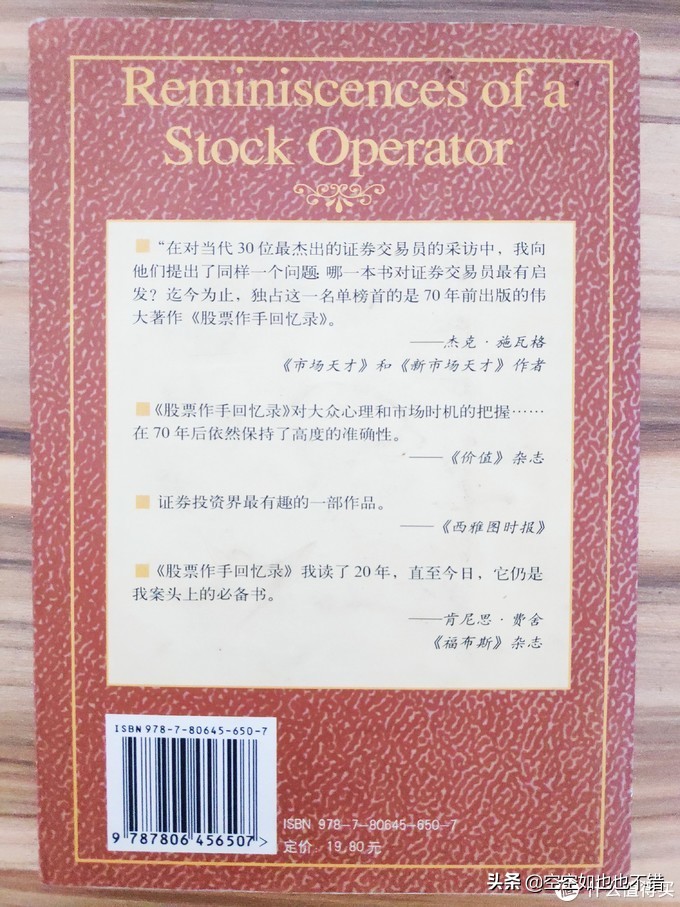 Reminiscences of a
Stock Operator
“在对当代 30 位最杰出的证券交易员的采访中，我向
他们提出了同样一个问题：哪一本书对证券交易员最有启
发？迄今为止，独占这一名单榜首的是 70 年前出版的伟
大著作《股票作手回忆录》。
——杰克·施瓦格
《市场天才》和《新市场天才》作者
《股票作手回忆录》对大众心理和市场时机的把握……
在 70 年后依然保持了高度的准确性。
——《价值》杂志
证券投资界最有趣的一部作品。
——《西雅图时报》
《股票作手回忆录》我读了 20 年，直至今日，它仍是
我案头上的必备书。
——肯尼思·费舍
《福布斯》杂志
ISBN 978-7-80645-650-7
9 787806 456507 >
ISBN 978-7-80645-650-7
定价：19.80 元
头条 @空空如也也不错
什么值得买